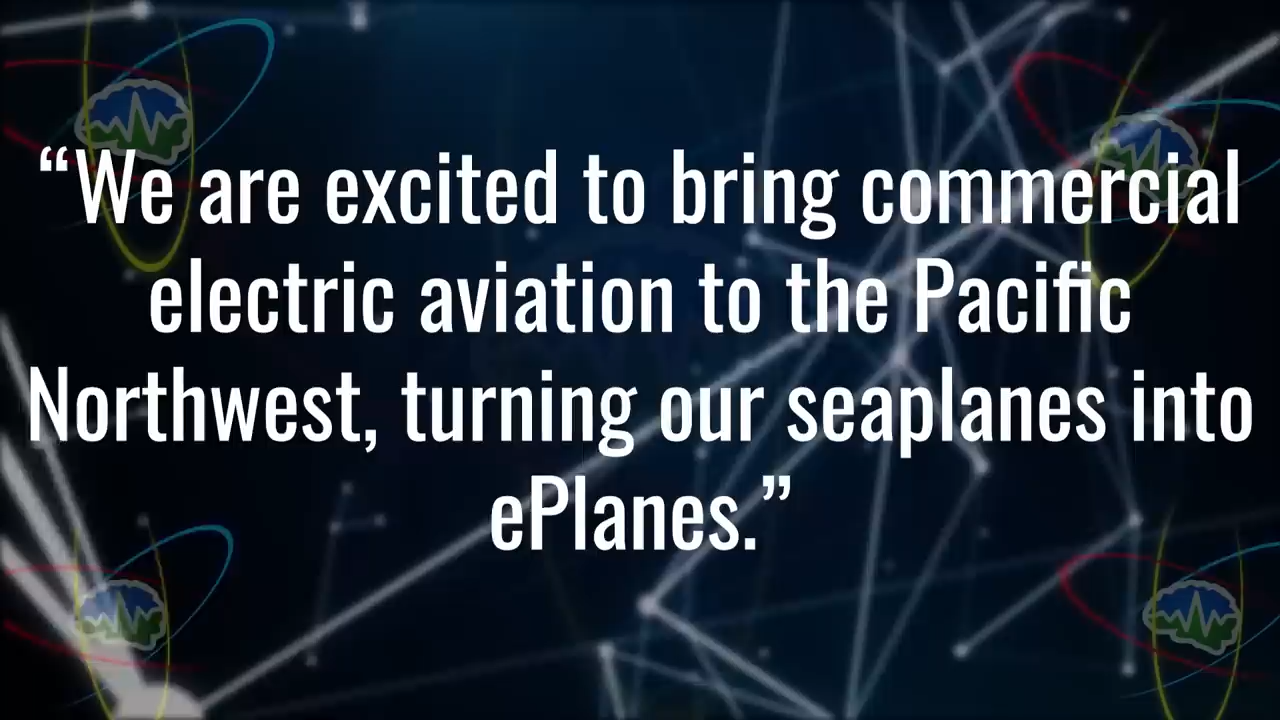 “We are excited to bring commercial
electric aviation to the Pacific
Northwest, turning our seaplanes into
ePlanes.”